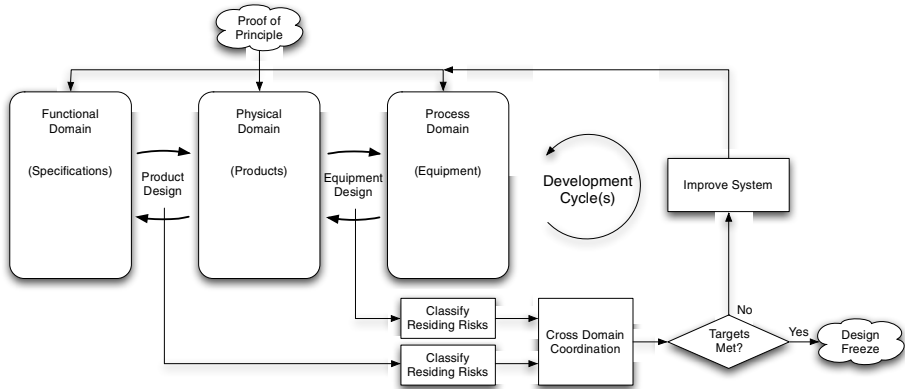 Proof of
Principle
Functional
Domain
(Specifications)
Physical
Domain
(Products)
Process
Domain
(Equipment)
Product
Design
Equipment
Design
Development
Cycle(s)
Improve System
Classify
Residing Risks
Classify
Residing Risks
Cross Domain
Coordination
Targets
Met?
No
Yes
Design
Freeze